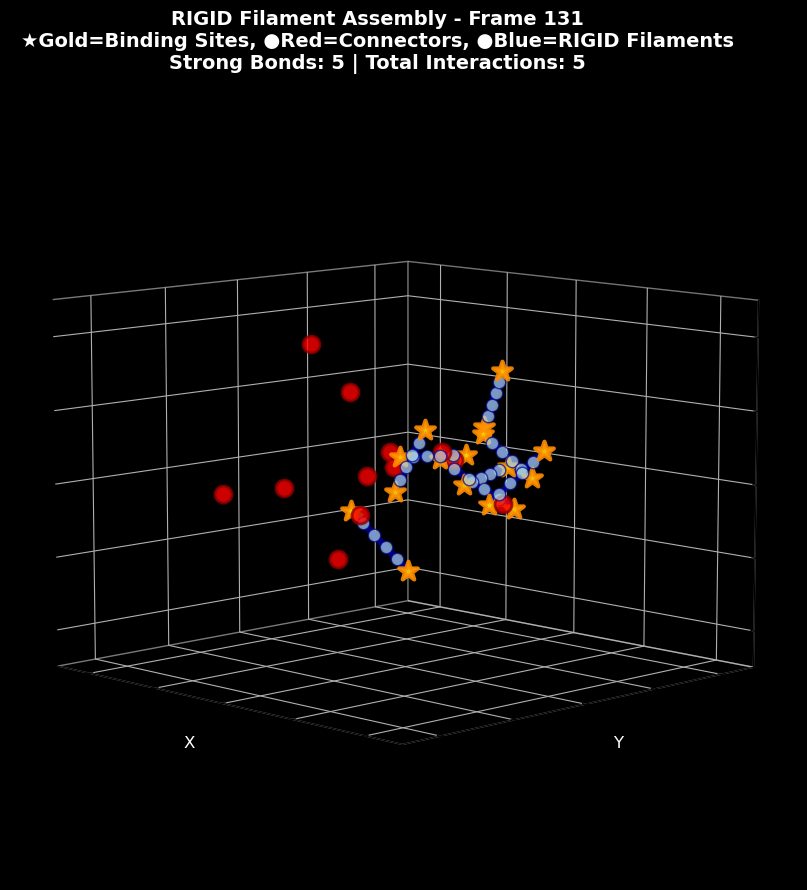 RIGID Filament Assembly - Frame 131
★Gold=Binding Sites, ●Red=Connectors, ●Blue=RIGID Filaments
Strong Bonds: 5 | Total Interactions: 5
X
Y